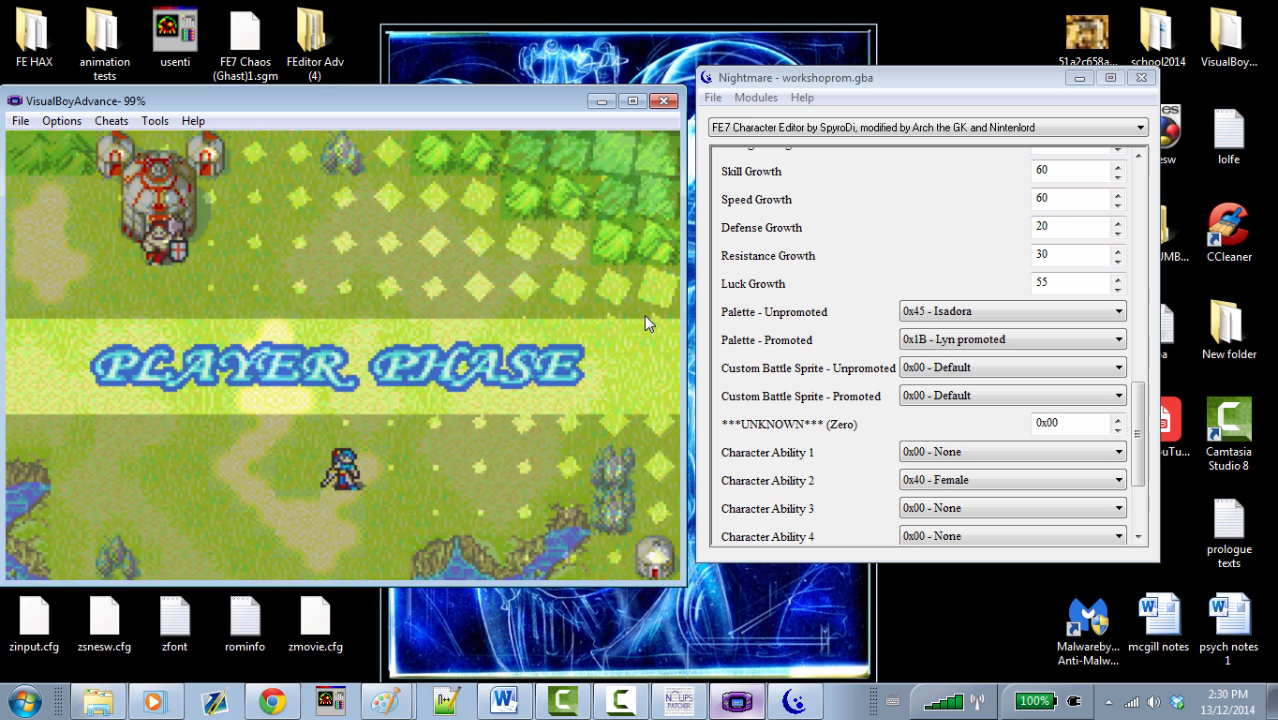 FE HAX
animation
tests
usenti
FE7 Chaos
(Ghast)1.sgm
FEditor Adv
(4)
51a2c658a...
school2014
VisualBoy...
VisualBoyAdvance- 99%
File Options Cheats Tools Help
PLAYER PHASE
Nightmare - workshoprom.gba
File Modules Help
FE7 Character Editor by SpyroDi, modified by Arch the GK and Nintenlord
Skill Growth 60
Speed Growth 60
Defense Growth 20
Resistance Growth 30
Luck Growth 55
Palette - Unpromoted 0x45 - Isadora
Palette - Promoted 0x1B - Lyn promoted
Custom Battle Sprite - Unpromoted 0x00 - Default
Custom Battle Sprite - Promoted 0x00 - Default
***UNKNOWN*** (Zero) 0x00
Character Ability 1 0x00 - None
Character Ability 2 0x40 - Female
Character Ability 3 0x00 - None
Character Ability 4 0x00 - None
es
esw
lolfe
UMB...
CCleaner
pa
New folder
ouTu...
Camtasia
Studio 8
prologue
texts
zinput.cfg
zsnesw.cfg
zfont
rominfo
zmovie.cfg
Malwareby...
Anti-Malw...
mcgill notes
psych notes
1
NUPS
PATCHER
100%
2:30 PM
13/12/2014